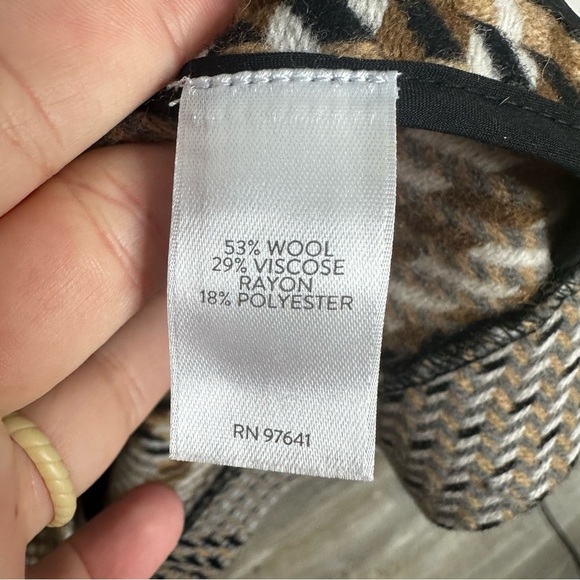 53% WOOL
29% VISCOSE
RAYON
18% POLYESTER
RN 97641